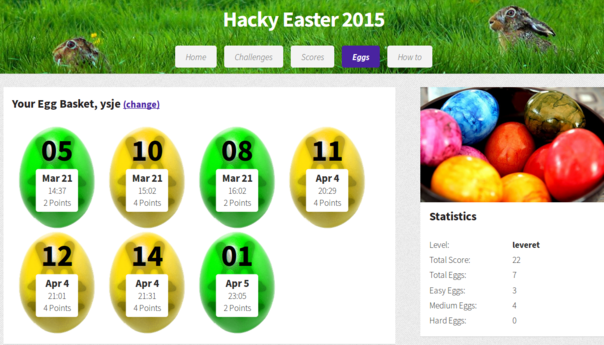 Hacky Easter 2015
Home Challenges Scores Eggs How to
Your Egg Basket, ysje (change)
05 10 08 11
Mar 21 Mar 21 Mar 21 Apr 4
14:37 15:02 16:02 20:29
2 Points 4 Points 2 Points 4 Points
12 14 01
Apr 4 Apr 4 Apr 5
21:01 21:31 23:05
4 Points 4 Points 2 Points
Statistics
Level: leveret
Total Score: 22
Total Eggs: 7
Easy Eggs: 3
Medium Eggs: 4
Hard Eggs: 0